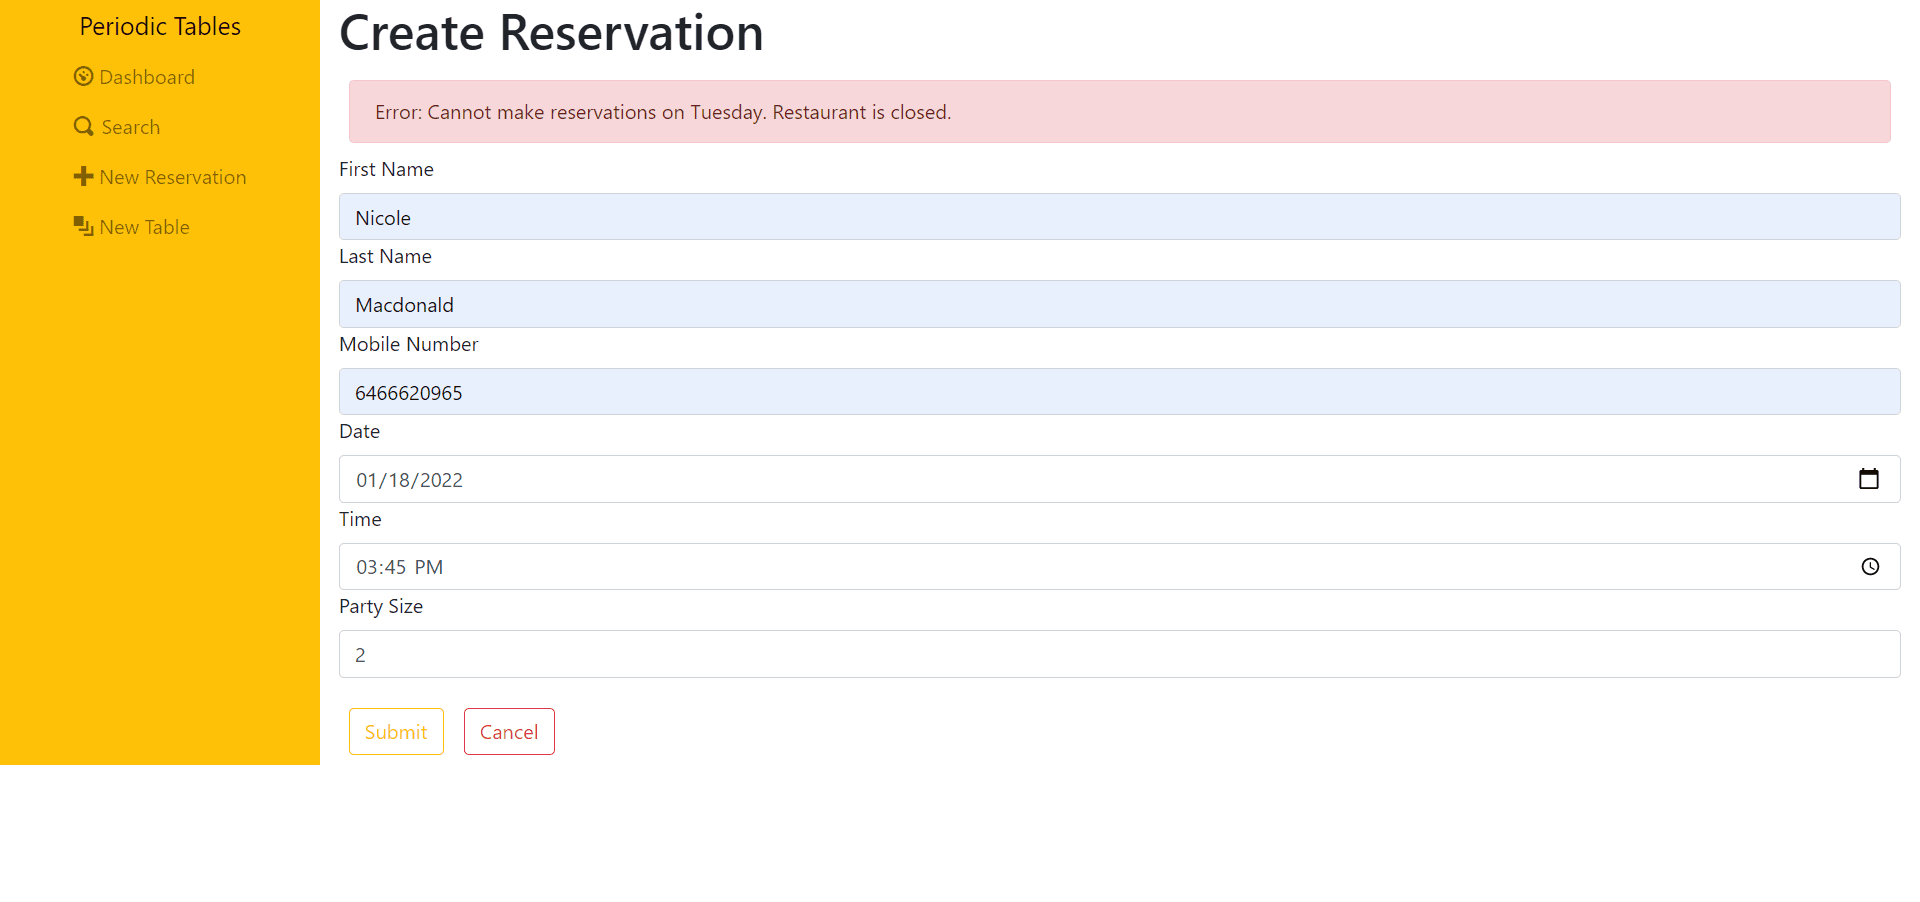 Periodic Tables
Dashboard
Search
New Reservation
New Table
Create Reservation
Error: Cannot make reservations on Tuesday. Restaurant is closed.
First Name
Nicole
Last Name
Macdonald
Mobile Number
6466620965
Date
01/18/2022
Time
03:45 PM
Party Size
2
Submit Cancel